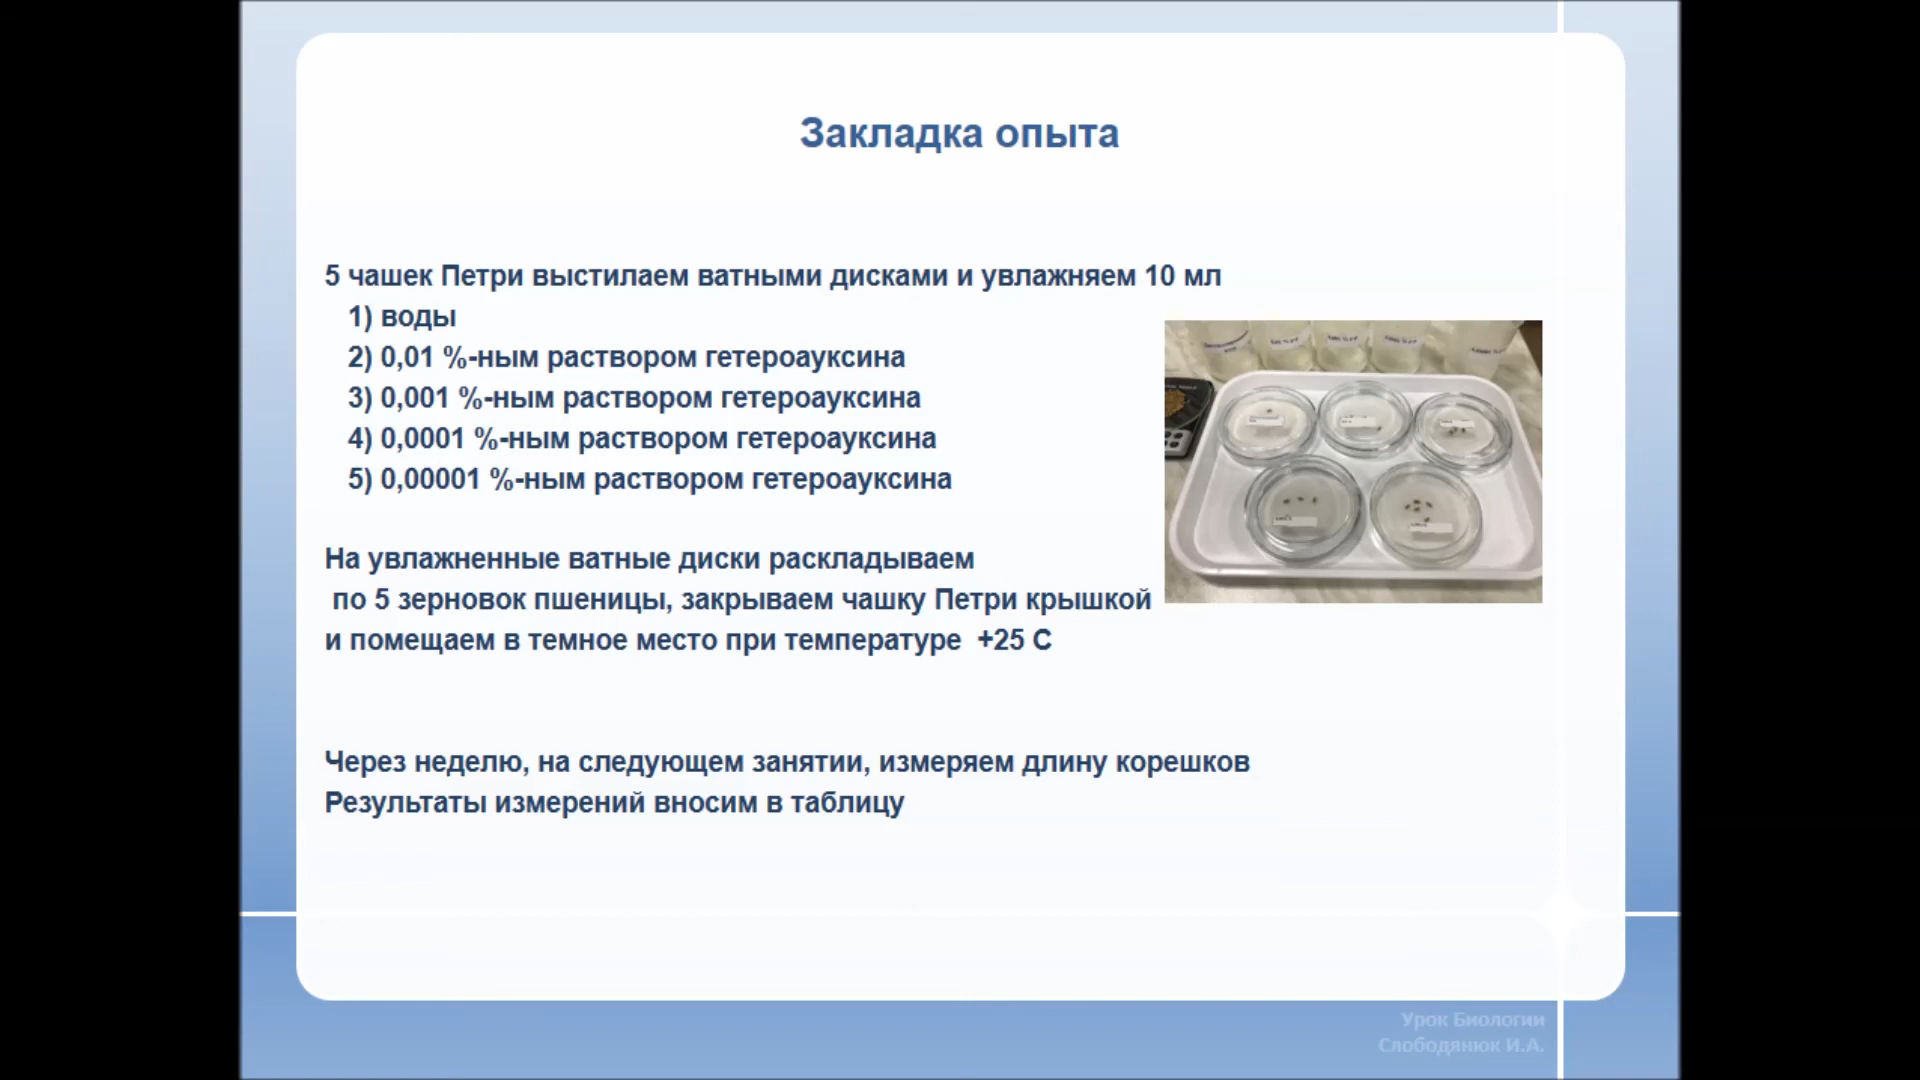 Закладка опыта
5 чашек Петри выстилаем ватными дисками и увлажняем 10 мл
1) воды
2) 0,01 %-ным раствором гетероауксина
3) 0,001 %-ным раствором гетероауксина
4) 0,0001 %-ным раствором гетероауксина
5) 0,00001 %-ным раствором гетероауксина
На увлажненные ватные диски раскладываем
по 5 зерновок пшеницы, закрываем чашку Петри крышкой
и помещаем в темное место при температуре +25 С
Через неделю, на следующем занятии, измеряем длину корешков
Результаты измерений вносим в таблицу
Урок Биологии
Слободянюк И.А.